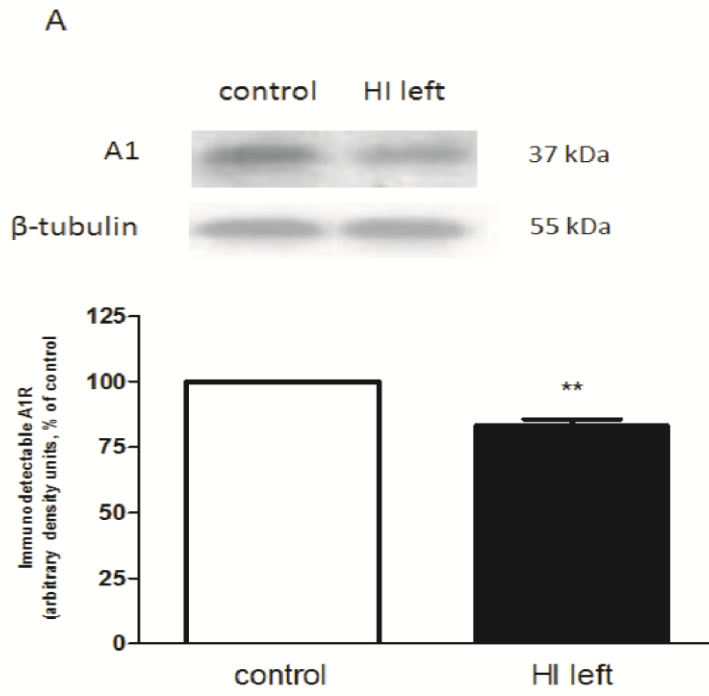 A
control HI left
A1 37 kDa
β-tubulin 55 kDa
Immunodetectable A1R
(arbitrary density units, % of control
125
100
75
50
25
0
**
control HI left